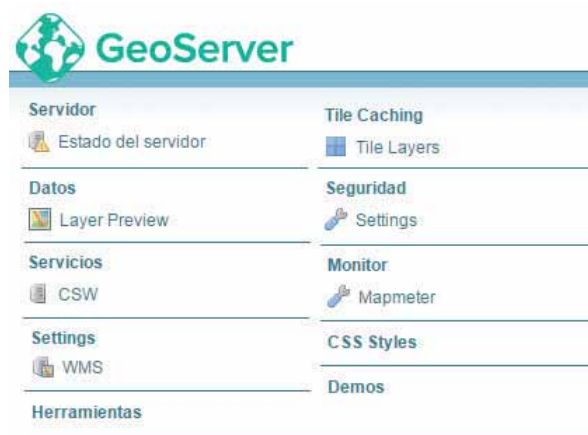 GeoServer
Servidor
Estado del servidor
Datos
Layer Preview
Servicios
CSW
Settings
WMS
Herramientas
Tile Caching
Tile Layers
Seguridad
Settings
Monitor
Mapmeter
CSS Styles
Demos